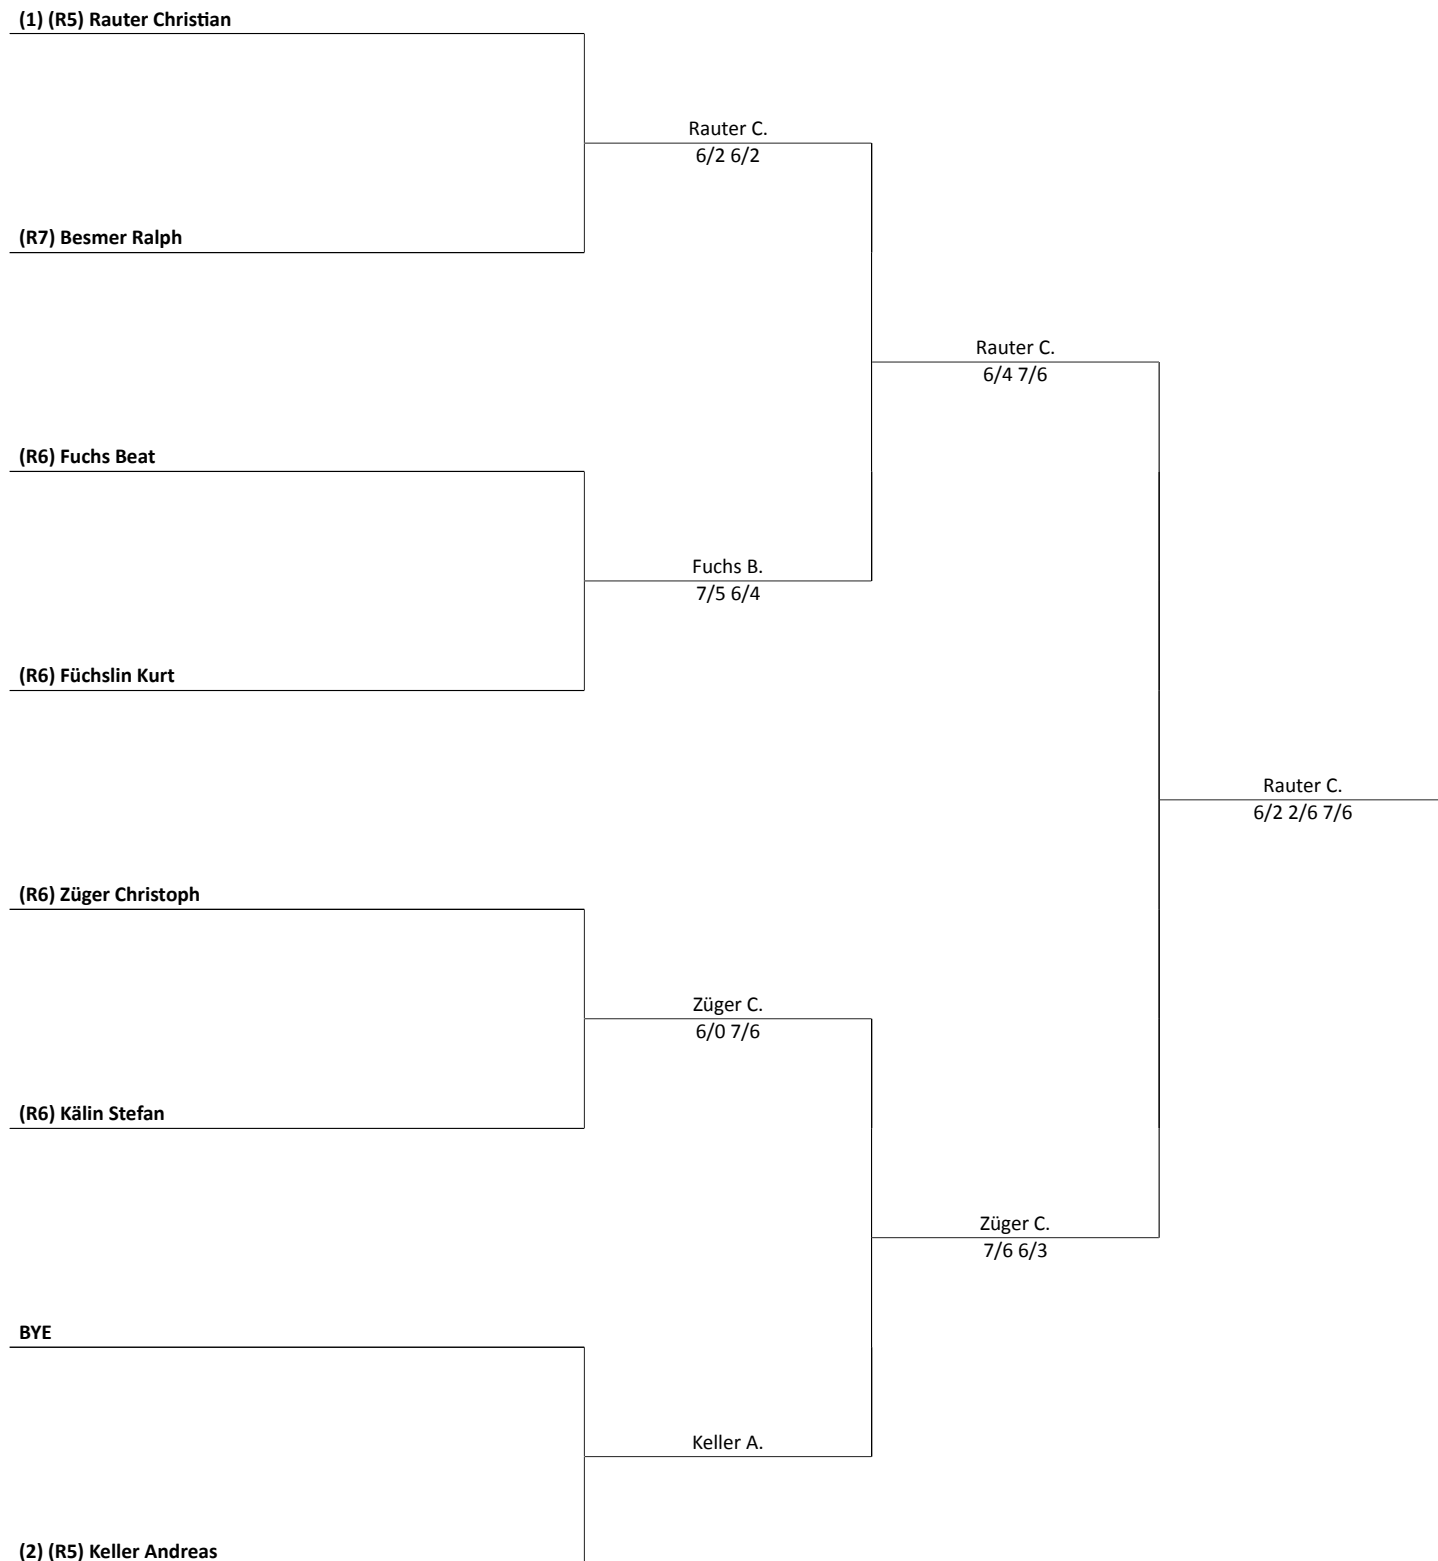 (1) (R5) Rauter Christian
Rauter C.
6/2 6/2
(R7) Besmer Ralph
Rauter C.
6/4 7/6
(R6) Fuchs Beat
Fuchs B.
7/5 6/4
(R6) Füchslin Kurt
Rauter C.
6/2 2/6 7/6
(R6) Züger Christoph
Züger C.
6/0 7/6
(R6) Kälin Stefan
Züger C.
7/6 6/3
BYE
Keller A.
(2) (R5) Keller Andreas